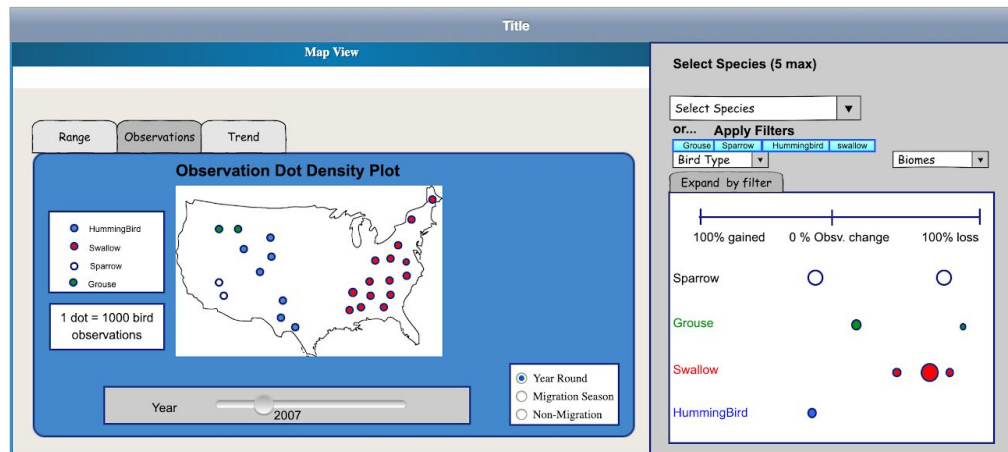 Title
Map View
Range Observations Trend
Observation Dot Density Plot
HummingBird
Swallow
Sparrow
Grouse
1 dot = 1000 bird
observations
Year
2007
Year Round
Migration Season
Non-Migration
Select Species (5 max)
Select Species
or... Apply Filters
Grouse Sparrow Hummingbird swallow
Bird Type Biomes
Expand by filter
100% gained 0 % Obsv. change 100% loss
Sparrow
Grouse
Swallow
HummingBird